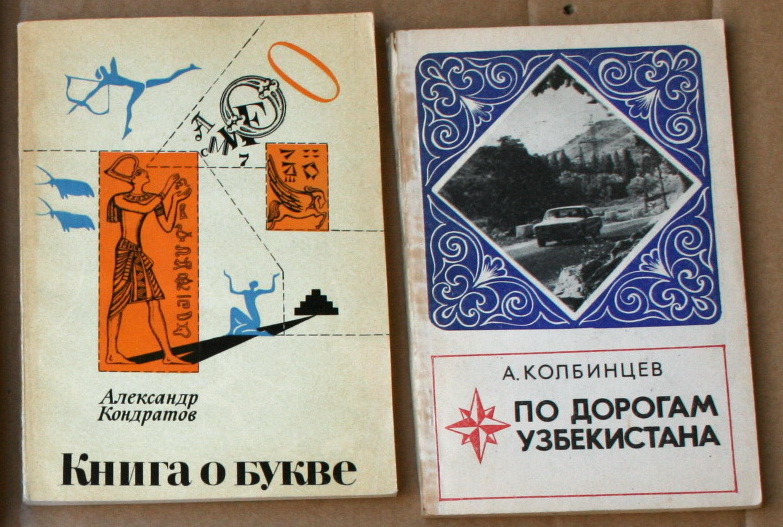 Александр
Кондратов
Книга о букве
А. КОЛБИНЦЕВ
ПО ДОРОГАМ
УЗБЕКИСТАНА